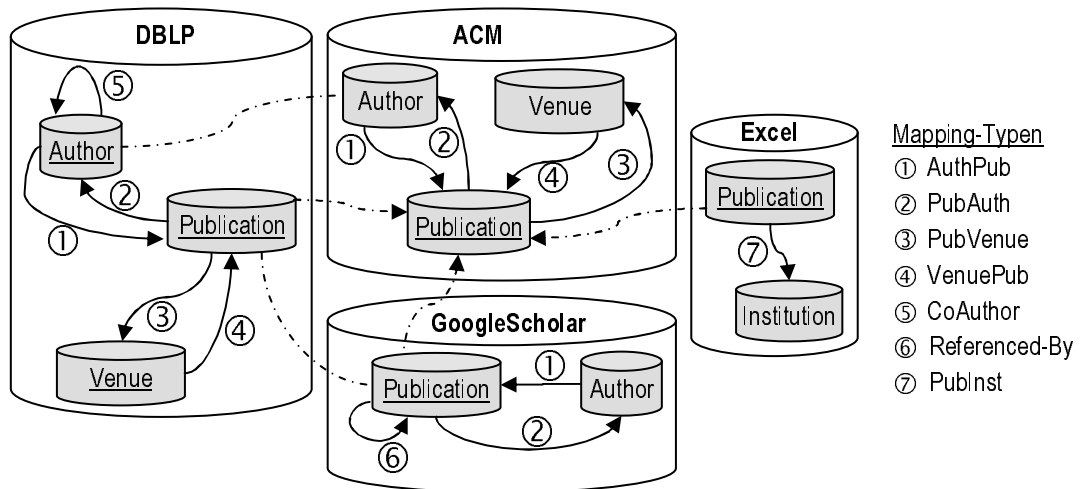 DBLP
⑤
Author
②
Publication
①
③
④
Venue
ACM
Author
Venue
①
②
④
③
Publication
GoogleScholar
①
Publication
Author
②
⑥
Excel
Publication
⑦
Institution
Mapping-Typen
① AuthPub
② PubAuth
③ PubVenue
④ VenuePub
⑤ CoAuthor
⑥ Referenced-By
⑦ PubInst